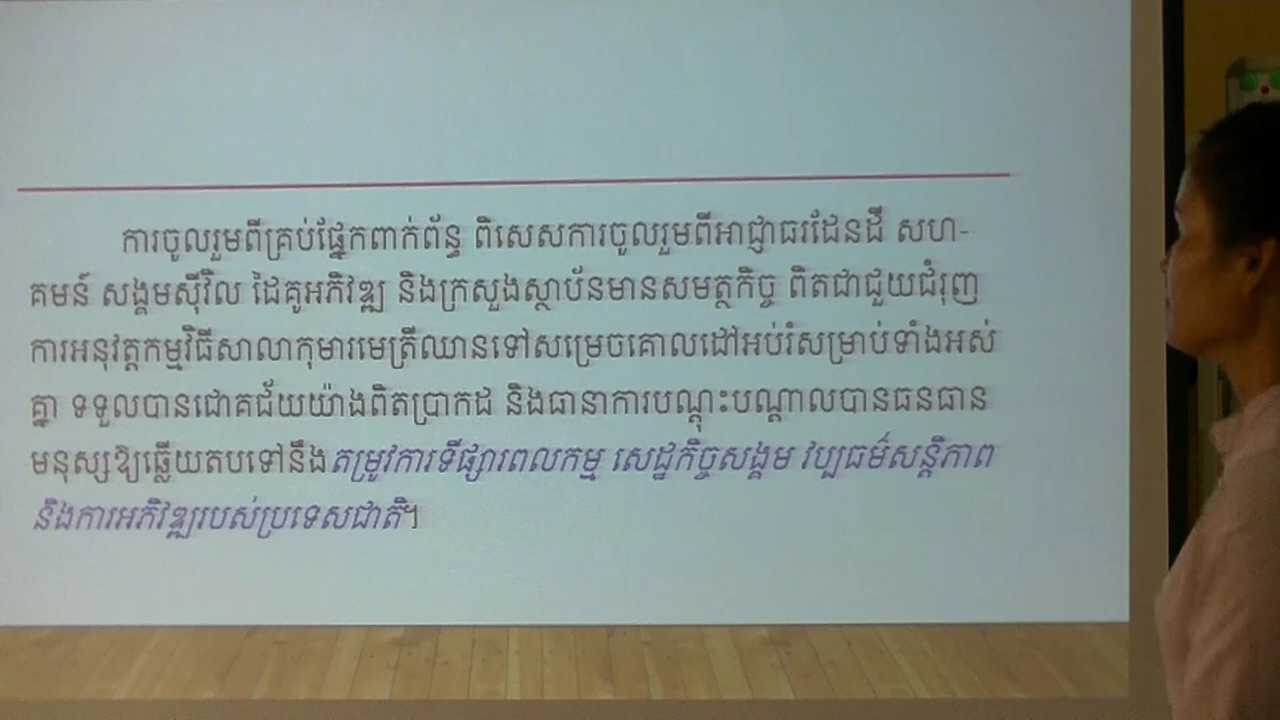 ការចូលរួមពីគ្រប់ផ្នែកពាក់ព័ន្ធ ពិសេសការចូលរួមពីអាជ្ញាធរដែនដី សហ-
គមន៍ សង្គមស៊ីវិល ដៃគូអភិវឌ្ឍ និងក្រសួងស្ថាប័នមានសមត្ថកិច្ច ពិតជាជួយជំរុញ
ការអនុវត្តកម្មវិធីសាលាកុមារមេត្រីឈានទៅសម្រេចគោលដៅអប់រំសម្រាប់ទាំងអស់
គ្នា ទទួលបានជោគជ័យយ៉ាងពិតប្រាកដ និងធានាការបណ្តុះបណ្តាលបានធនធាន
មនុស្សឱ្យឆ្លើយតបទៅនឹងតម្រូវការទីផ្សារពលកម្ម សេដ្ឋកិច្ចសង្គម វប្បធម៌សន្តិភាព
និងការអភិវឌ្ឍរបស់ប្រទេសជាតិ។